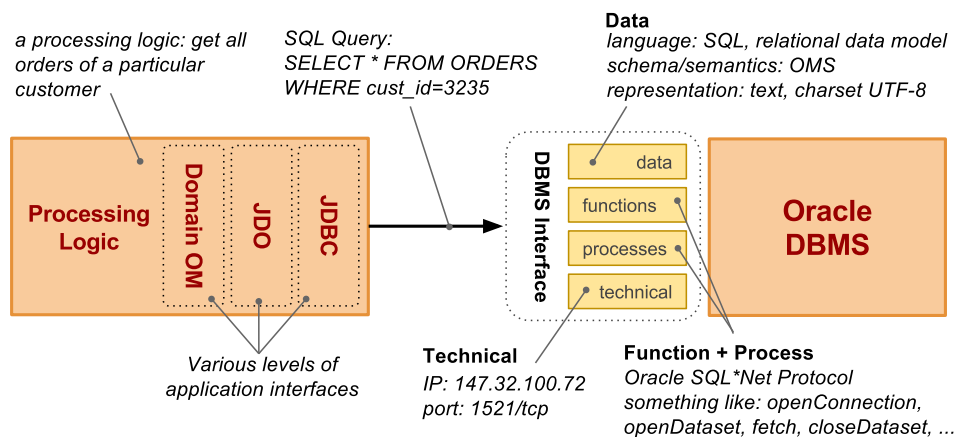 a processing logic: get all
orders of a particular
customer
SQL Query:
SELECT * FROM ORDERS
WHERE cust_id=3235
Data
language: SQL, relational data model
schema/semantics: OMS
representation: text, charset UTF-8
Processing
Logic
Domain OM
JDO
JDBC
DBMS Interface
data
functions
processes
technical
Oracle
DBMS
Various levels of
application interfaces
Technical
IP: 147.32.100.72
port: 1521/tcp
Function + Process
Oracle SQL*Net Protocol
something like: openConnection,
openDataset, fetch, closeDataset, ...